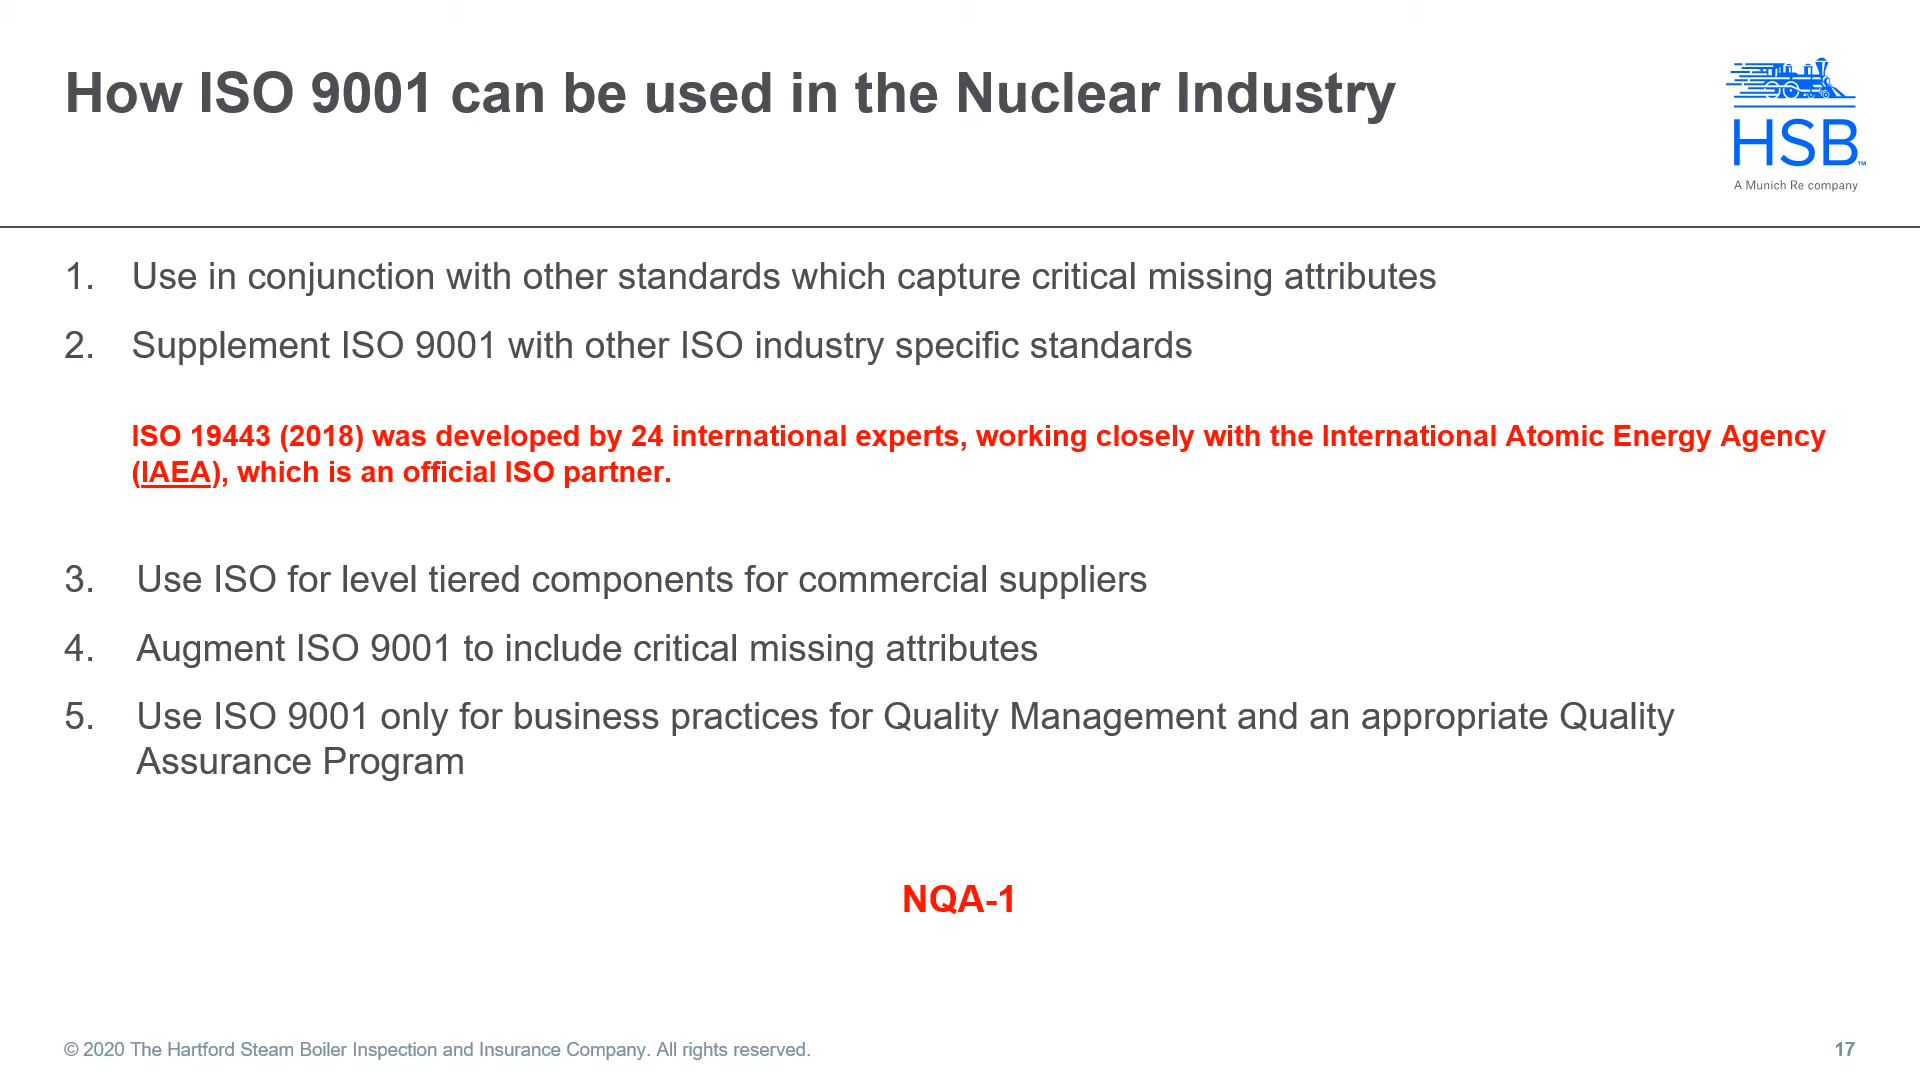 How ISO 9001 can be used in the Nuclear Industry
HSB™
A Munich Re company
1. Use in conjunction with other standards which capture critical missing attributes
2. Supplement ISO 9001 with other ISO industry specific standards
ISO 19443 (2018) was developed by 24 international experts, working closely with the International Atomic Energy Agency
(IAEA), which is an official ISO partner.
3. Use ISO for level tiered components for commercial suppliers
4. Augment ISO 9001 to include critical missing attributes
5. Use ISO 9001 only for business practices for Quality Management and an appropriate Quality
Assurance Program
NQA-1
© 2020 The Hartford Steam Boiler Inspection and Insurance Company. All rights reserved.
17